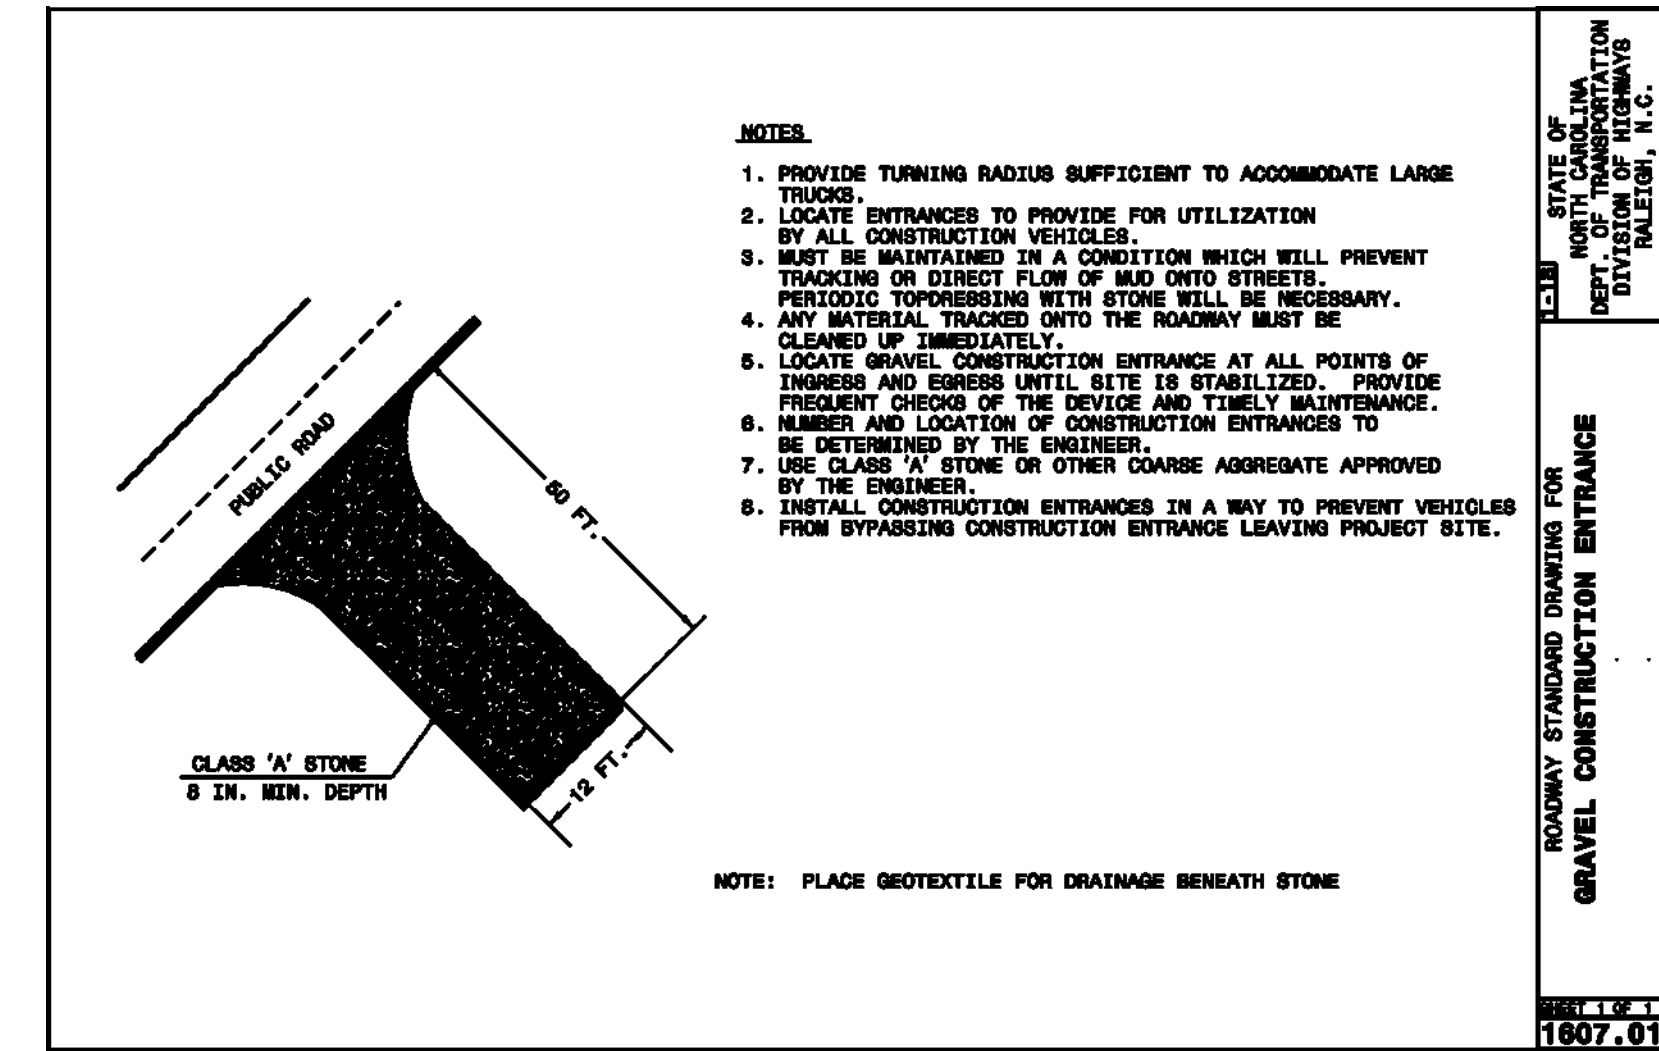 NOTES
1. PROVIDE TURNING RADIUS SUFFICIENT TO ACCOMMODATE LARGE
TRUCKS.
2. LOCATE ENTRANCES TO PROVIDE FOR UTILIZATION
BY ALL CONSTRUCTION VEHICLES.
3. MUST BE MAINTAINED IN A CONDITION WHICH WILL PREVENT
TRACKING OR DIRECT FLOW OF MUD ONTO STREETS.
PERIODIC TOPDRESSING WITH STONE WILL BE NECESSARY.
4. ANY MATERIAL TRACKED ONTO THE ROADWAY MUST BE
CLEANED UP IMMEDIATELY.
5. LOCATE GRAVEL CONSTRUCTION ENTRANCE AT ALL POINTS OF
INGRESS AND EGRESS UNTIL SITE IS STABILIZED. PROVIDE
FREQUENT CHECKS OF THE DEVICE AND TIMELY MAINTENANCE.
6. NUMBER AND LOCATION OF CONSTRUCTION ENTRANCES TO
BE DETERMINED BY THE ENGINEER.
7. USE CLASS 'A' STONE OR OTHER COARSE AGGREGATE APPROVED
BY THE ENGINEER.
8. INSTALL CONSTRUCTION ENTRANCES IN A WAY TO PREVENT VEHICLES
FROM BYPASSING CONSTRUCTION ENTRANCE LEAVING PROJECT SITE.
PUBLIC ROAD
50 FT.
12 FT.
CLASS 'A' STONE
8 IN. MIN. DEPTH
NOTE: PLACE GEOTEXTILE FOR DRAINAGE BENEATH STONE
1-18
STATE OF
NORTH CAROLINA
DEPT. OF TRANSPORTATION
DIVISION OF HIGHWAYS
RALEIGH, N.C.
ROADWAY STANDARD DRAWING FOR
GRAVEL CONSTRUCTION ENTRANCE
SHEET 1 OF 1
1607.01